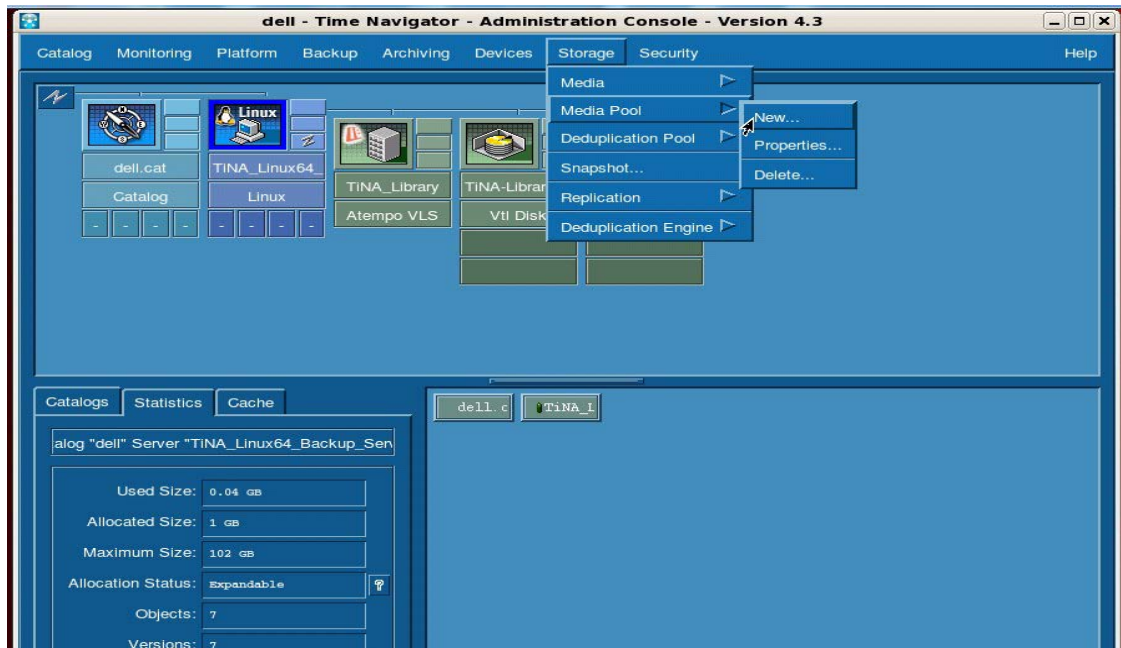 dell - Time Navigator - Administration Console - Version 4.3
Catalog Monitoring Platform Backup Archiving Devices Storage Security Help
Media
Media Pool
Deduplication Pool
Snapshot...
Replication
Deduplication Engine
New...
Properties...
Delete...
Linux
dell.cat
Catalog
- - - -
TiNA_Linux64_
Linux
- - - -
TiNA_Library
Atempo VLS
TiNA-Librar
Vtl Disk
Catalogs Statistics Cache
alog "dell" Server "TiNA_Linux64_Backup_Serv
Used Size: 0.04 GB
Allocated Size: 1 GB
Maximum Size: 102 GB
Allocation Status: Expandable ?
Objects: 7
Versions: 7
dell.c TiNA_L